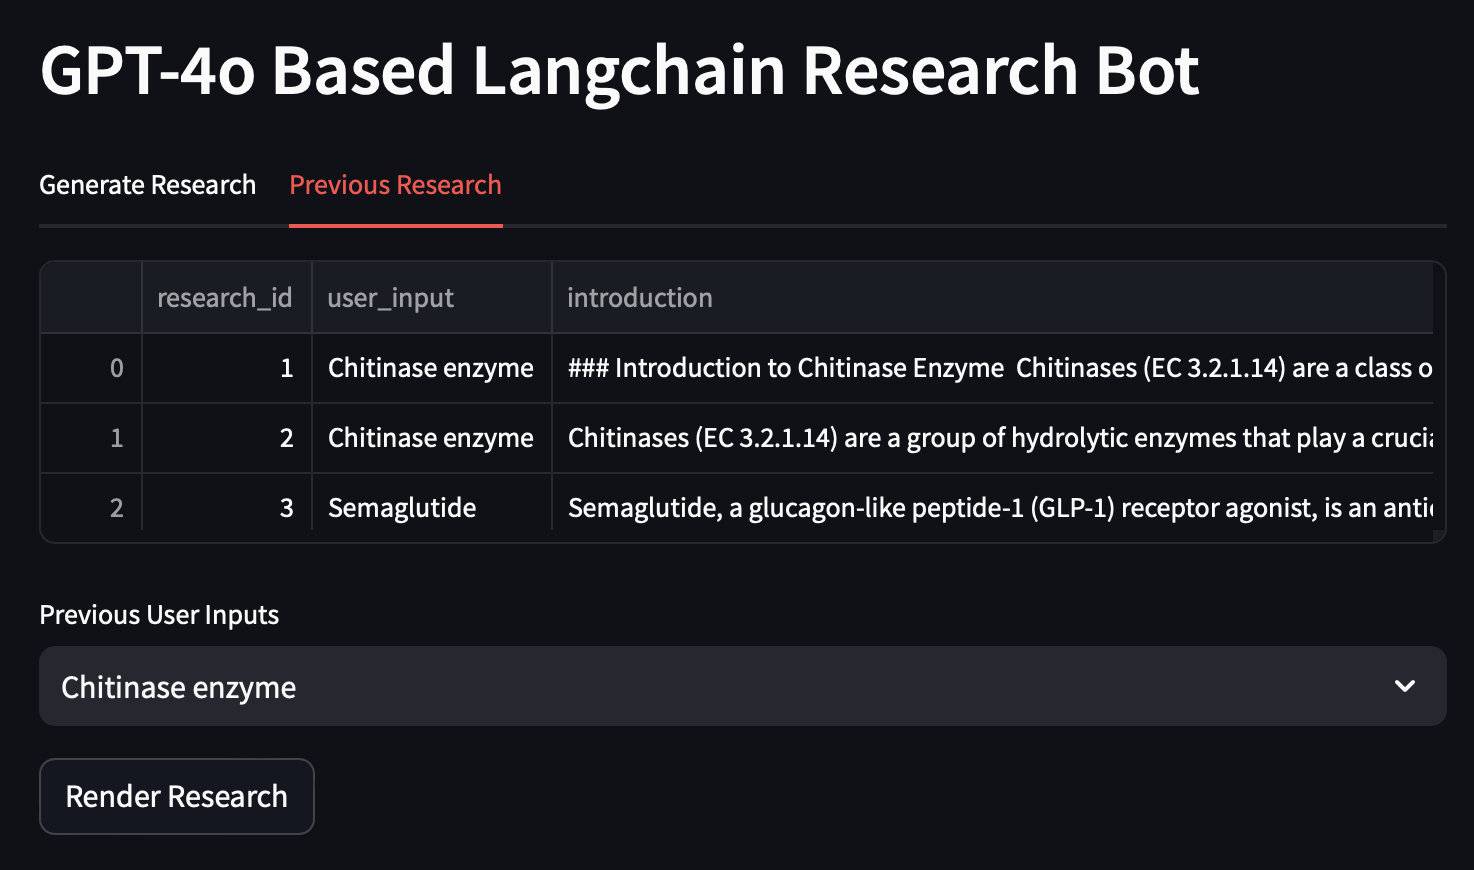 GPT-4o Based Langchain Research Bot
Generate Research Previous Research
research_id user_input introduction
0 1 Chitinase enzyme ### Introduction to Chitinase Enzyme Chitinases (EC 3.2.1.14) are a class o
1 2 Chitinase enzyme Chitinases (EC 3.2.1.14) are a group of hydrolytic enzymes that play a crucia
2 3 Semaglutide Semaglutide, a glucagon-like peptide-1 (GLP-1) receptor agonist, is an anti
Previous User Inputs
Chitinase enzyme
Render Research